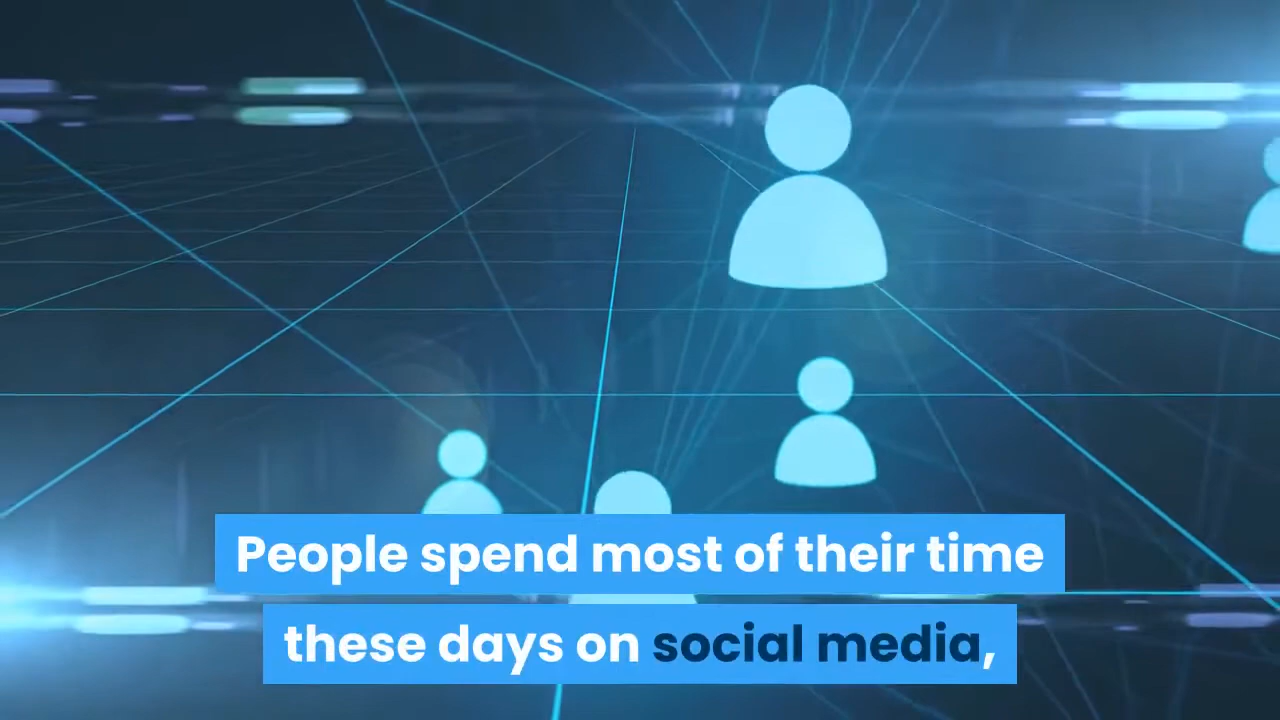 People spend most of their time
these days on social media,